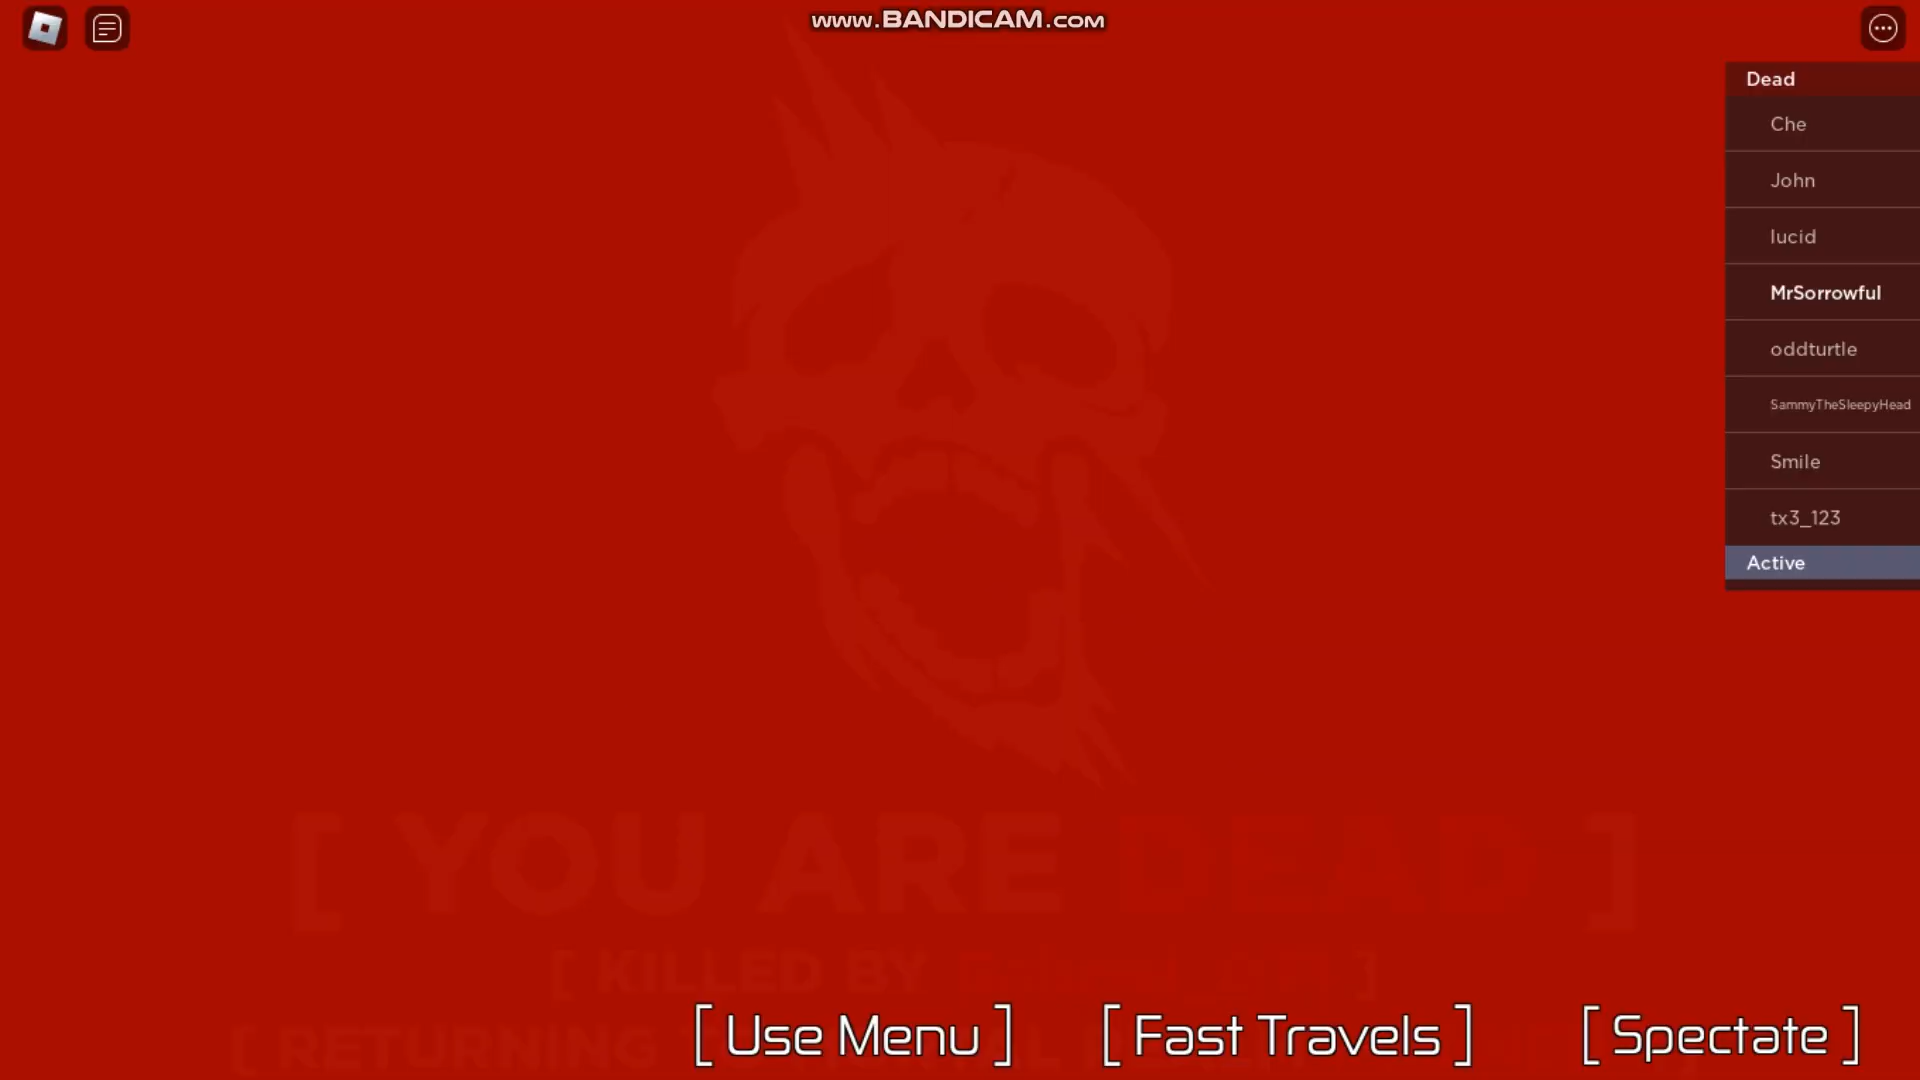 www.BANDICAM.com
Dead
Che
John
lucid
MrSorrowful
oddturtle
SammyTheSleepyHead
Smile
tx3_123
Active
[ YOU ARE DEAD ]
[ KILLED BY ]
[ RETURNING
[ Use Menu ] [ Fast Travels ] [ Spectate ]